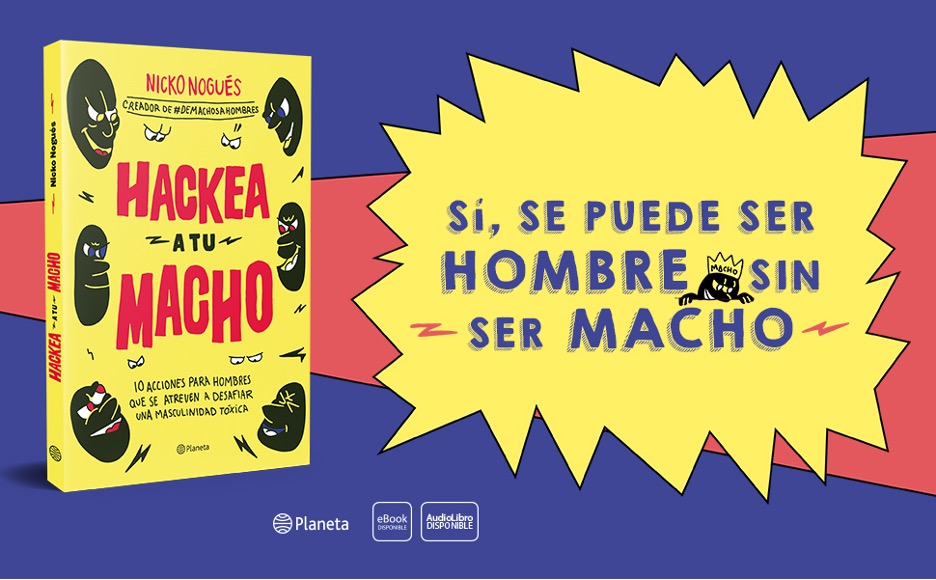 NICKO NOGUÉS
CREADOR DE #DEMACHOSAHOMBRES
HACKEA
A TU
MACHO
10 ACCIONES PARA HOMBRES
QUE SE ATREVEN A DESAFIAR
UNA MASCULINIDAD TÓXICA
Planeta
Nicko Nogués
HACKEA A TU MACHO
SÍ, SE PUEDE SER
HOMBRE SIN
MACHO
SER MACHO
Planeta
eBook
DISPONIBLE
AudioLibro
DISPONIBLE